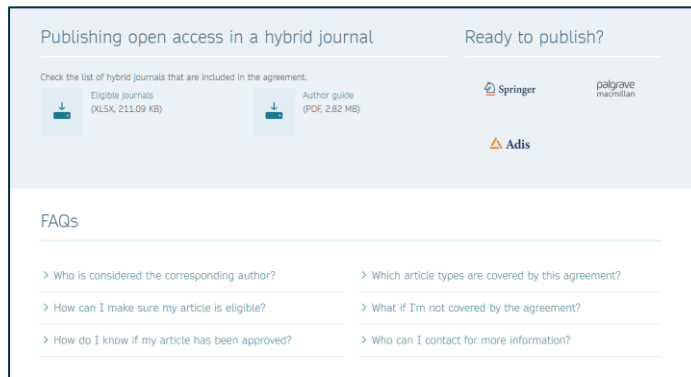 Publishing open access in a hybrid journal
Check the list of hybrid journals that are included in the agreement.
Eligible journals
(XLSX, 211.09 KB)
Author guide
(PDF, 2.82 MB)
Ready to publish?
Springer
palgrave
macmillan
Adis
FAQs
Who is considered the corresponding author?
How can I make sure my article is eligible?
How do I know if my article has been approved?
Which article types are covered by this agreement?
What if I'm not covered by the agreement?
Who can I contact for more information?